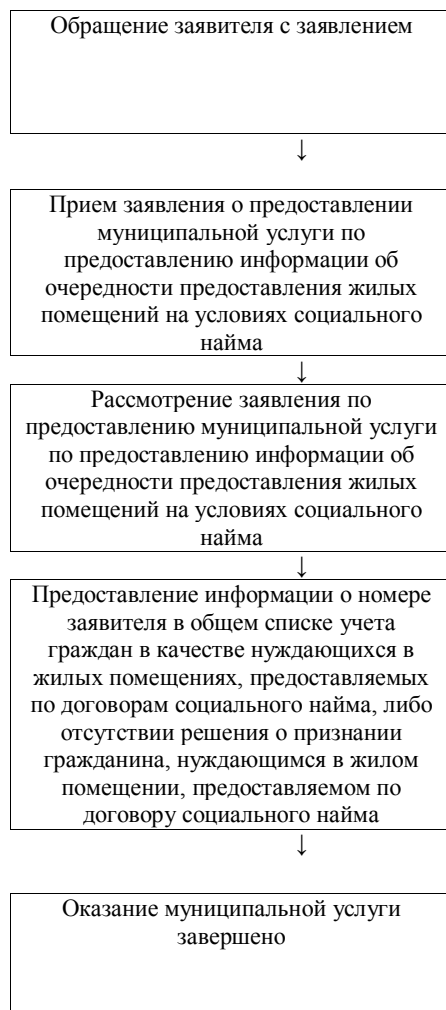 Обращение заявителя с заявлением
↓
Прием заявления о предоставлении
муниципальной услуги по
предоставлению информации об
очередности предоставления жилых
помещений на условиях социального
найма
↓
Рассмотрение заявления по
предоставлению муниципальной услуги
по предоставлению информации об
очередности предоставления жилых
помещений на условиях социального
найма
↓
Предоставление информации о номере
заявителя в общем списке учета
граждан в качестве нуждающихся в
жилых помещениях, предоставляемых
по договорам социального найма, либо
отсутствии решения о признании
гражданина, нуждающимся в жилом
помещении, предоставляемом по
договору социального найма
↓
Оказание муниципальной услуги
завершено